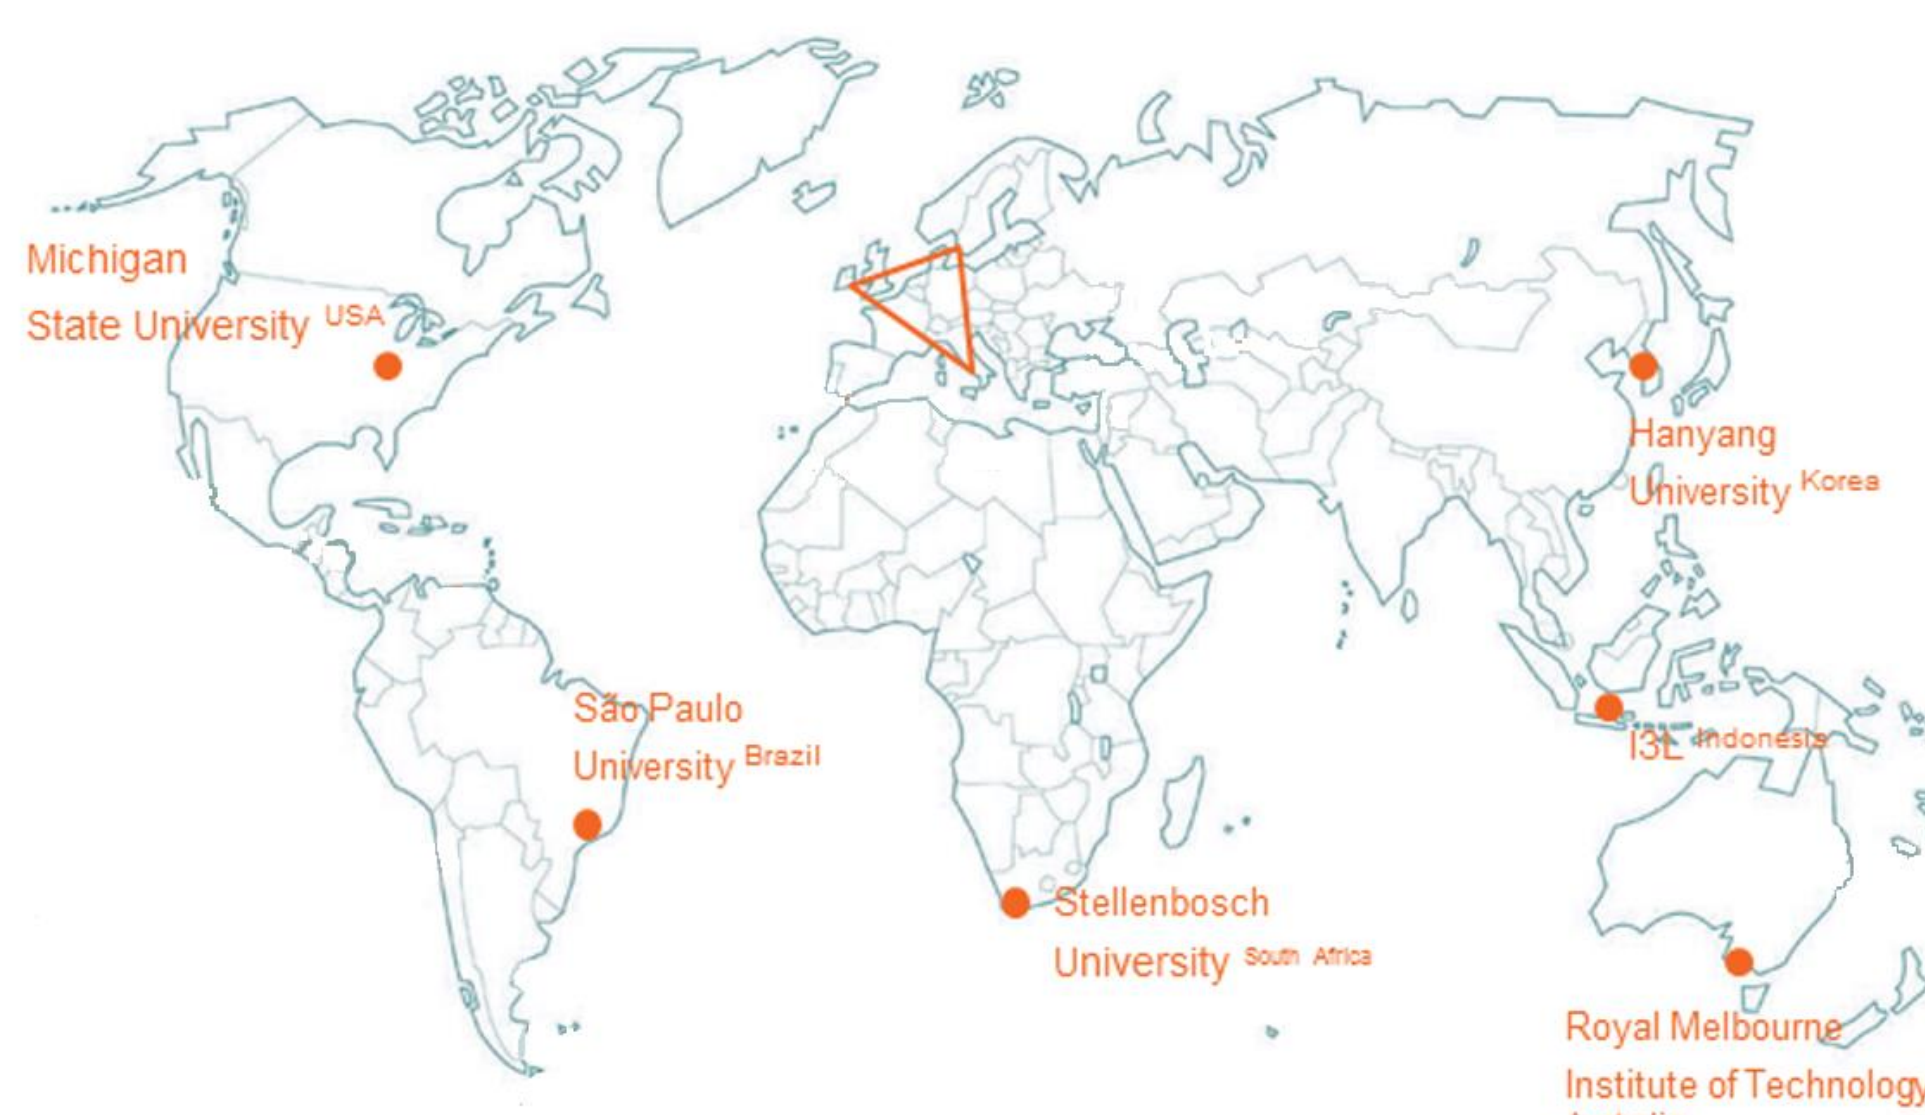 Michigan
State University USA
Hanyang
University Korea
São Paulo
University Brazil
I3L Indonesia
Stellenbosch
University South Africa
Royal Melbourne
Institute of Technology